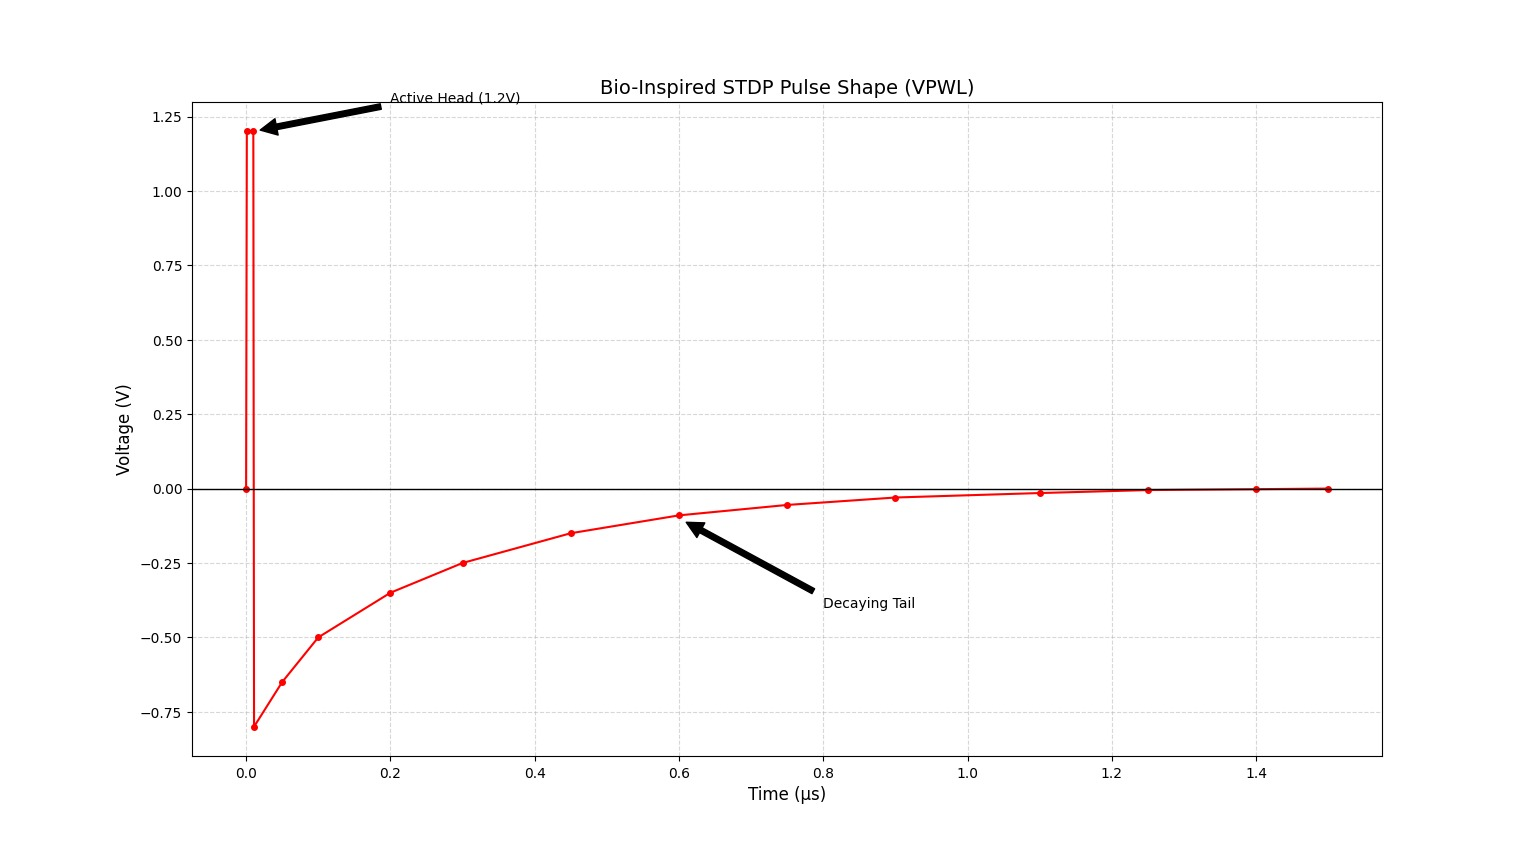 Bio-Inspired STDP Pulse Shape (VPWL)
Active Head (1.2V)
1.25
1.00
0.75
0.50
0.25
0.00
−0.25
−0.50
−0.75
Voltage (V)
Decaying Tail
0.0 0.2 0.4 0.6 0.8 1.0 1.2 1.4
Time (μs)